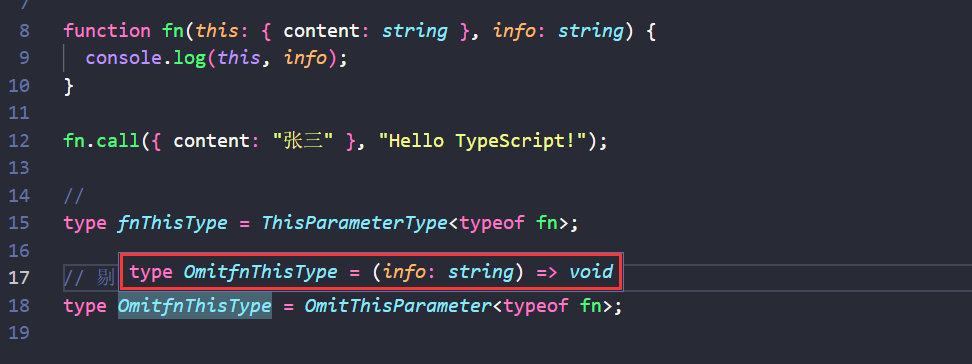 7
8 function fn(this: { content: string }, info: string) {
9 console.log(this, info);
10 }
11
12 fn.call({ content: "张三" }, "Hello TypeScript!");
13
14 //
15 type fnThisType = ThisParameterType<typeof fn>;
16
type OmitfnThisType = (info: string) => void
17 // 剔
18 type OmitfnThisType = OmitThisParameter<typeof fn>;
19